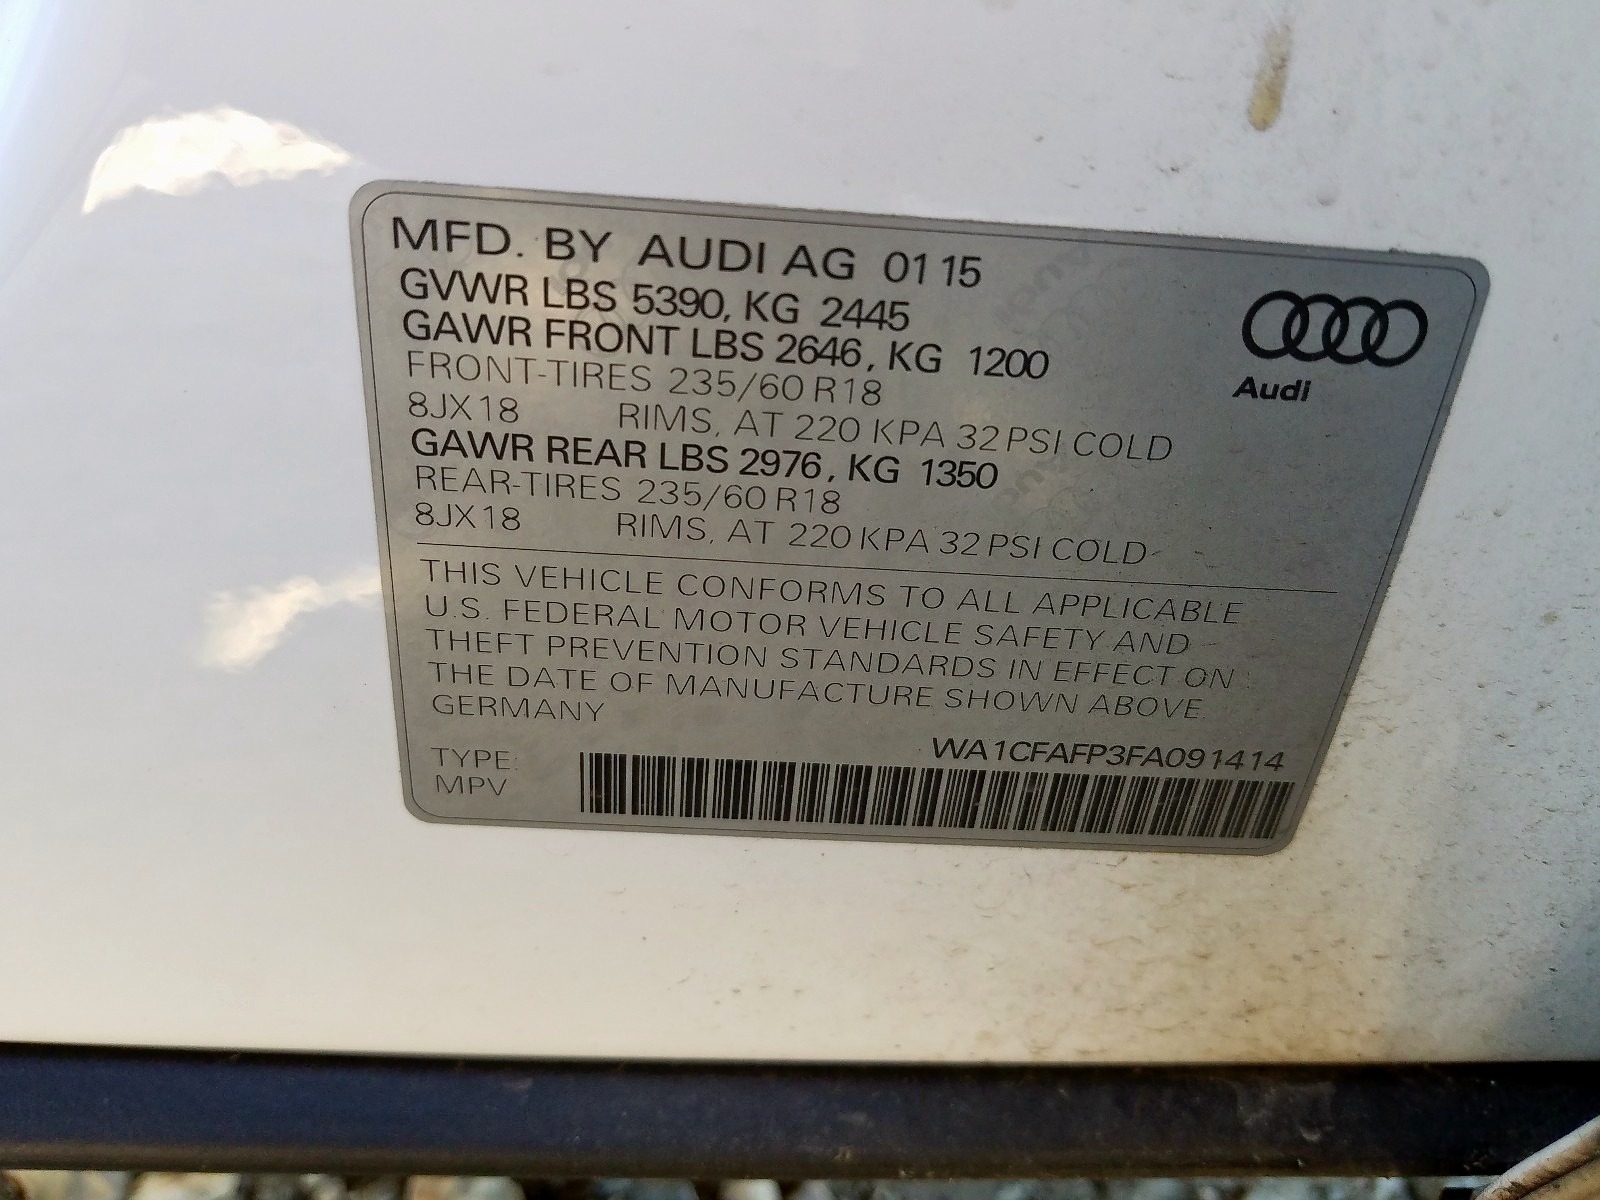 MFD. BY AUDI AG 01 15
GVWR LBS 5390, KG 2445
GAWR FRONT LBS 2646, KG 1200
FRONT-TIRES 235/60 R18
8JX18 RIMS, AT 220 KPA 32 PSI COLD
GAWR REAR LBS 2976, KG 1350
REAR-TIRES 235/60 R18
8JX18 RIMS, AT 220 KPA 32 PSI COLD
Audi
THIS VEHICLE CONFORMS TO ALL APPLICABLE
U.S. FEDERAL MOTOR VEHICLE SAFETY AND
THEFT PREVENTION STANDARDS IN EFFECT ON
THE DATE OF MANUFACTURE SHOWN ABOVE.
GERMANY
WA1CFAFP3FA091414
TYPE:
MPV